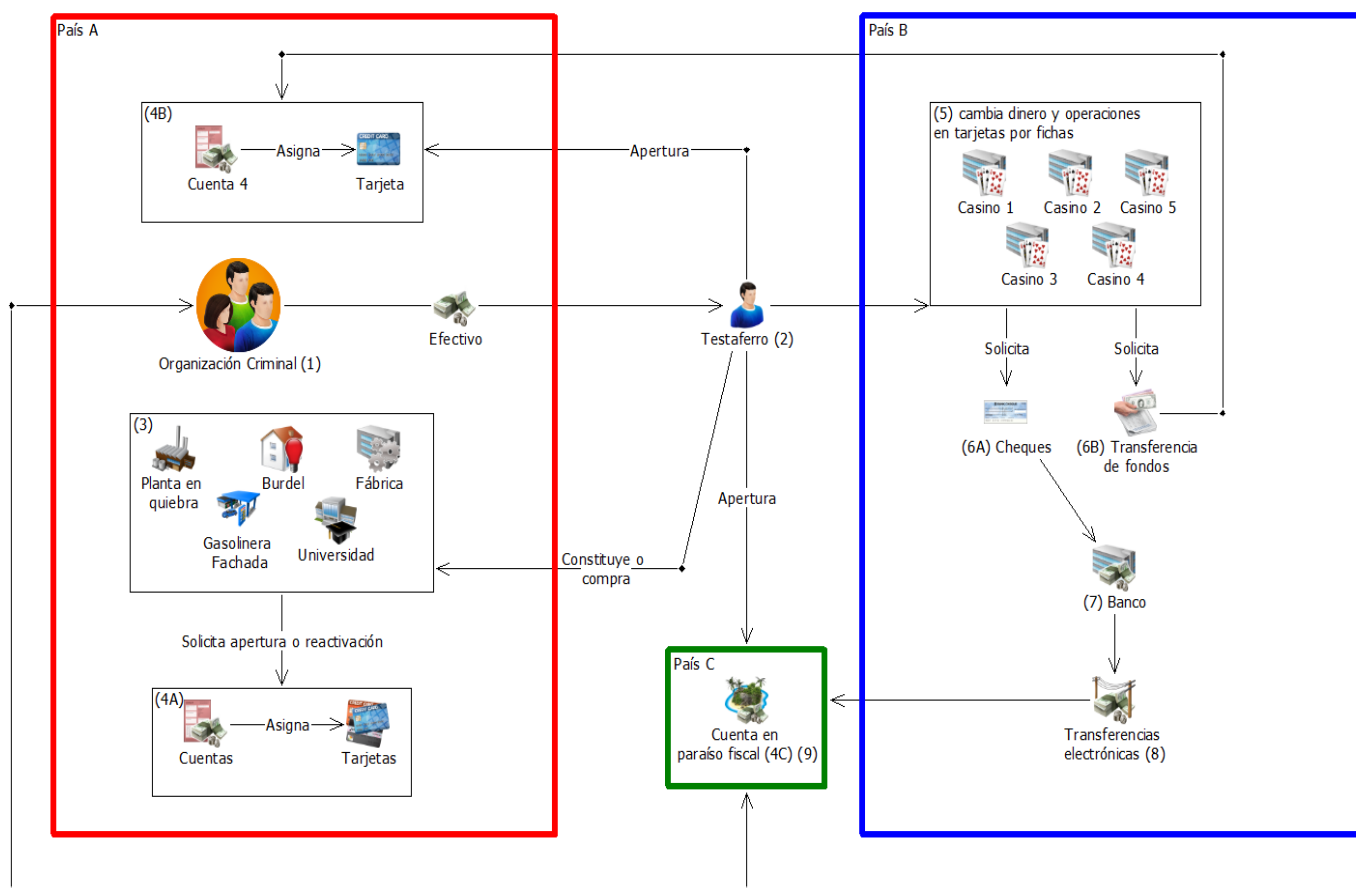 País A
País B
(4B)
Cuenta 4
Asigna
CREDIT CARD
Tarjeta
Apertura
(5) cambia dinero y operaciones
en tarjetas por fichas
Casino 1
Casino 2
Casino 5
Casino 3
Casino 4
Organización Criminal (1)
Efectivo
Testaferro (2)
Solicita
Solicita
(6A) Cheques
(6B) Transferencia
de fondos
(3)
Planta en
quiebra
Burdel
Fábrica
Gasolinera
Fachada
Universidad
Constituye o
compra
Apertura
(7) Banco
Solicita apertura o reactivación
(4A)
Cuentas
Asigna
Tarjetas
País C
Cuenta en
paraíso fiscal (4C) (9)
Transferencias
electrónicas (8)